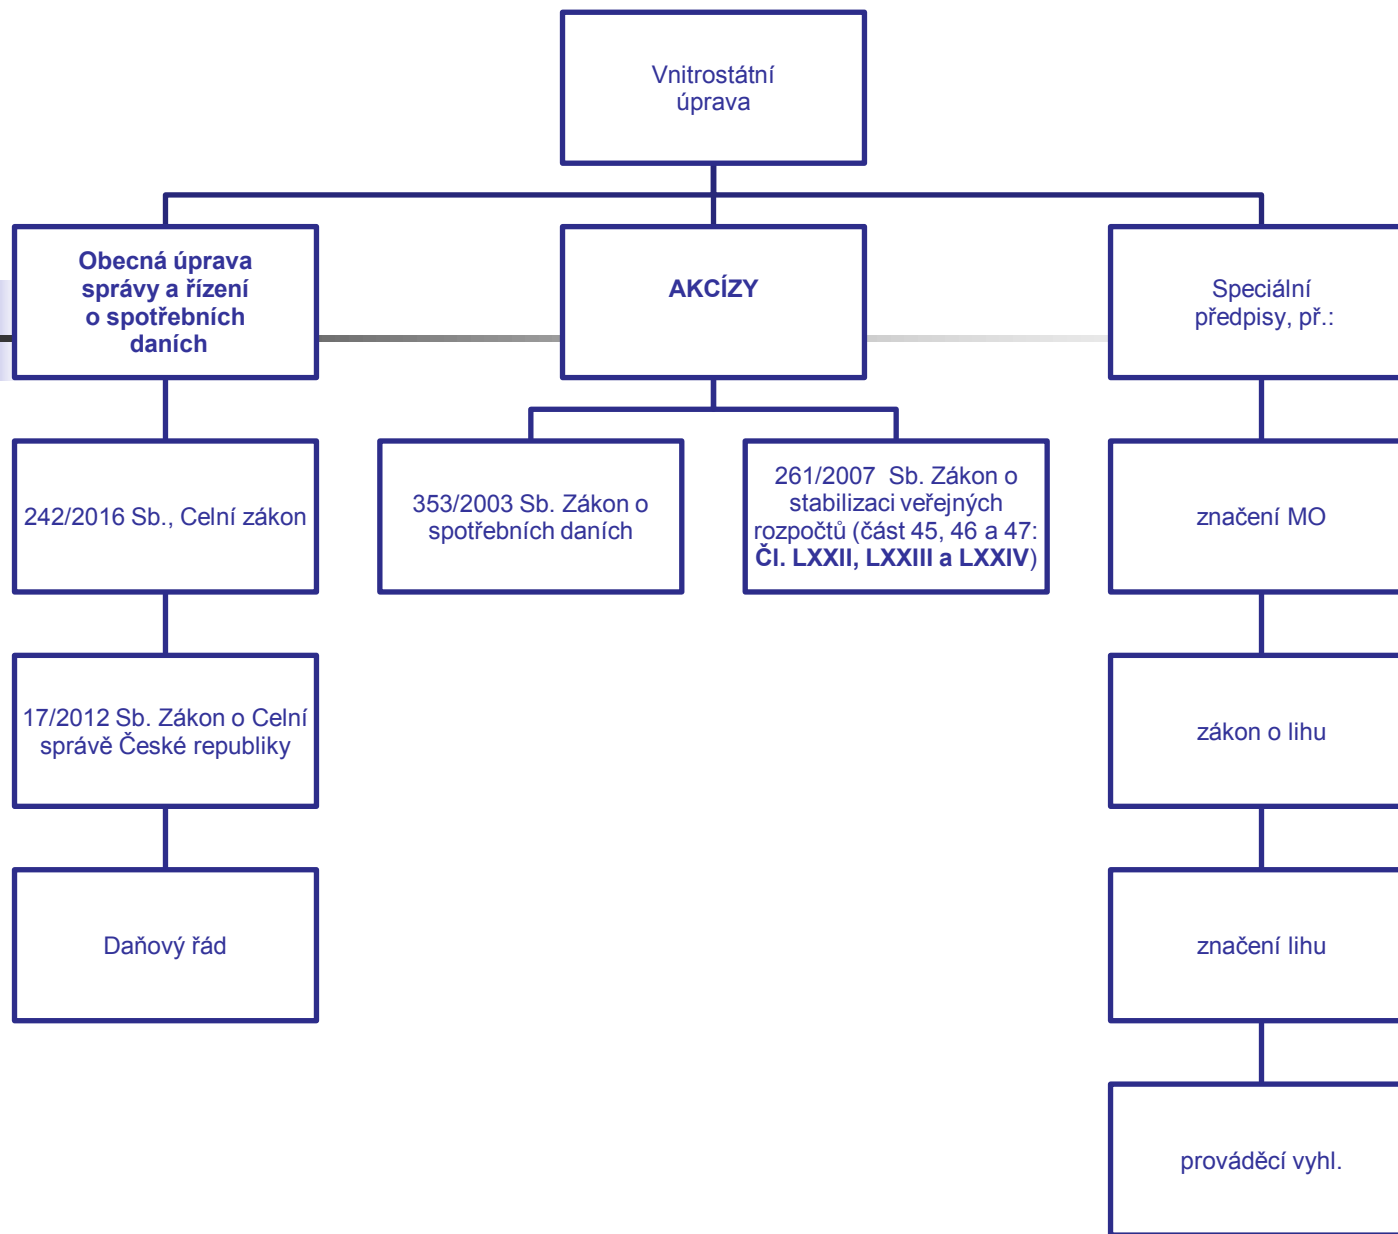 Vnitrostátní
úprava
Obecná úprava
správy a řízení
o spotřebních
daních
AKCÍZY
Speciální
předpisy, př.:
242/2016 Sb., Celní zákon
353/2003 Sb. Zákon o
spotřebních daních
261/2007  Sb. Zákon o
stabilizaci veřejných
rozpočtů (část 45, 46 a 47:
Čl. LXXII, LXXIII a LXXIV)
značení MO
17/2012 Sb. Zákon o Celní
správě České republiky
zákon o lihu
Daňový řád
značení lihu
prováděcí vyhl.